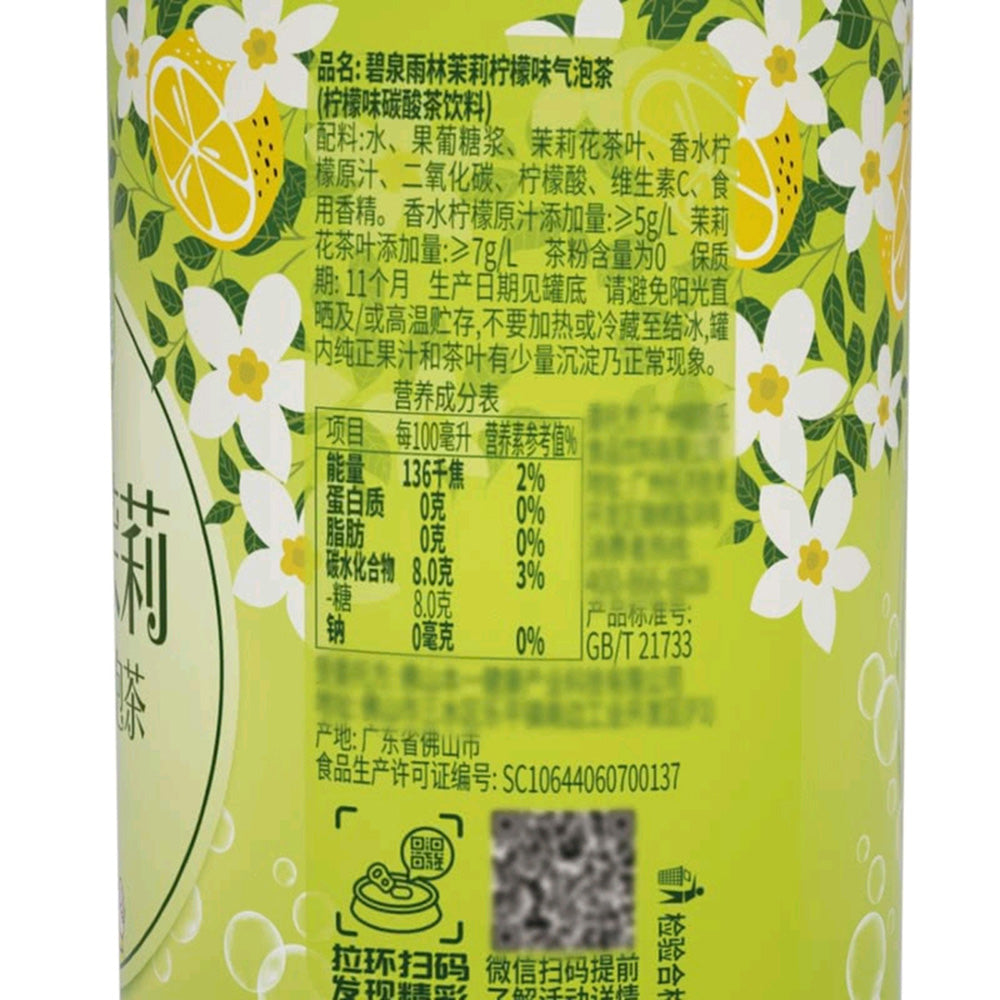 品名: 碧泉雨林茉莉柠檬味气泡茶
(柠檬味碳酸茶饮料)
配料:水、果葡糖浆、茉莉花茶叶、香水柠
檬原汁、二氧化碳、柠檬酸、维生素C、食
用香精。香水柠檬原汁添加量:≥5g/L 茉莉
花茶叶添加量:≥7g/L 茶粉含量为0 保质
期: 11个月 生产日期见罐底 请避免阳光直
晒及/或高温贮存,不要加热或冷藏至结冰,罐
内纯正果汁和茶叶有少量沉淀乃正常现象。
营养成分表
项目 每100毫升 营养素参考值%
能量 136千焦 2%
蛋白质 0克 0%
脂肪 0克 0%
碳水化合物 8.0克 3%
-糖 8.0克
钠 0毫克 0%
产品标准号:
GB/T 21733
产地: 广东省佛山市
食品生产许可证编号: SC10644060700137
拉环扫码
发现精彩
微信扫码提前
了解活动详情
检验合格
莉
泡茶